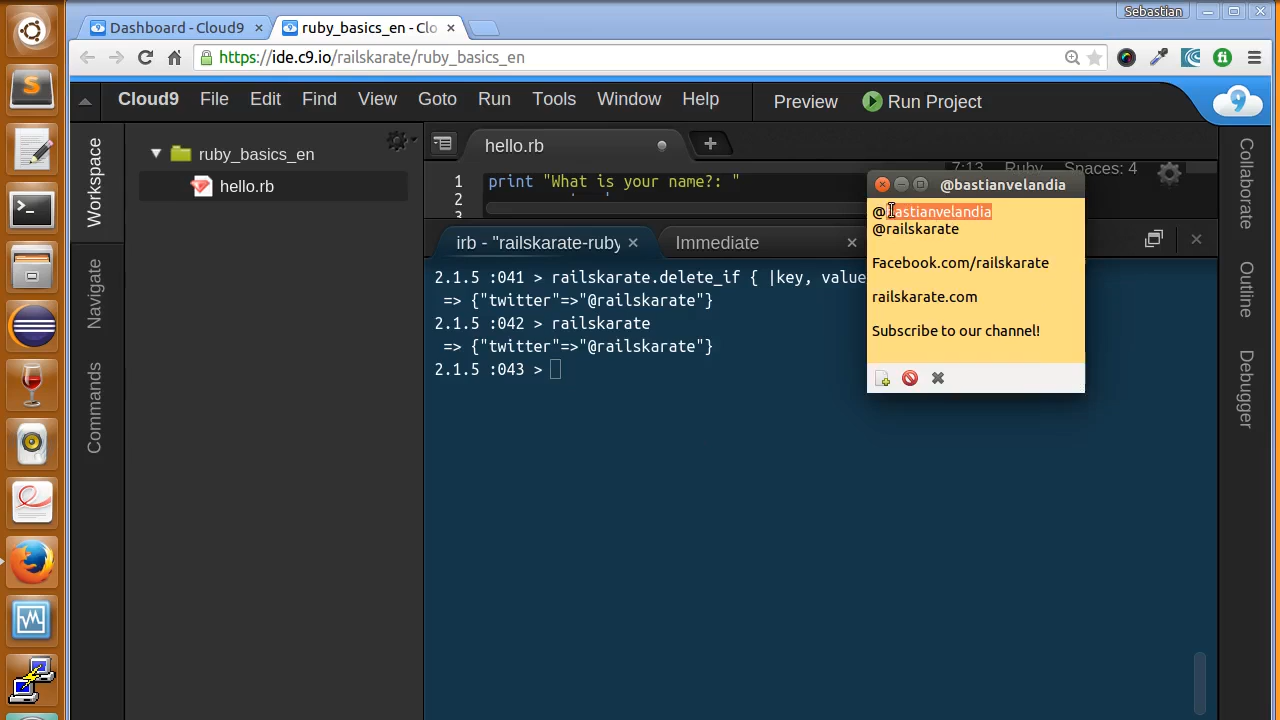 Sebastian
Dashboard - Cloud9
ruby_basics_en - Clo
https://ide.c9.io/railskarate/ruby_basics_en
Cloud9 File Edit Find View Goto Run Tools Window Help Preview Run Project
Workspace
Navigate
Commands
ruby_basics_en
hello.rb
hello.rb
7:13 Ruby Spaces: 4
1 print "What is your name?: "
2
3
irb - "railskarate-ruby
Immediate
2.1.5 :041 > railskarate.delete_if { |key, value
=> {"twitter"=>"@railskarate"}
2.1.5 :042 > railskarate
=> {"twitter"=>"@railskarate"}
2.1.5 :043 >
@bastianvelandia
@bastianvelandia
@railskarate
Facebook.com/railskarate
railskarate.com
Subscribe to our channel!
Collaborate
Outline
Debugger